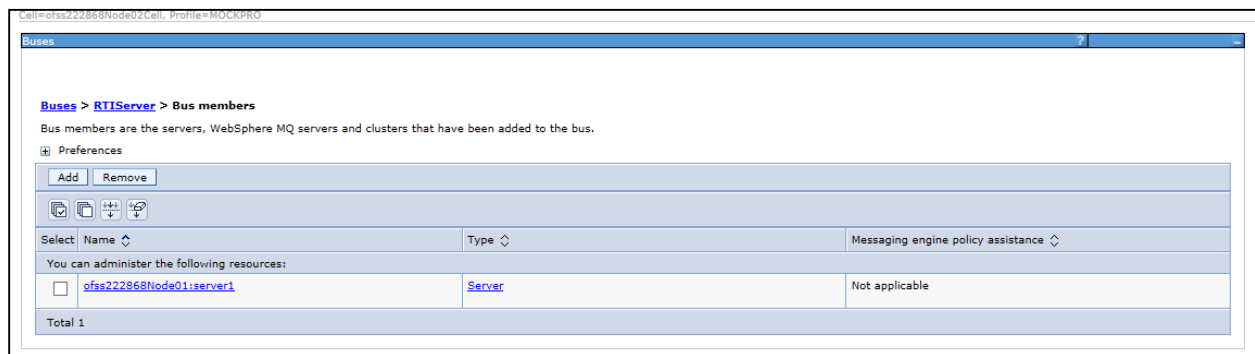 Cell=ofss222868Node02Cell, Profile=MOCKPRO
Buses ? –
Buses > RTIServer > Bus members
Bus members are the servers, WebSphere MQ servers and clusters that have been added to the bus.
+ Preferences
Add Remove
Select Name Type Messaging engine policy assistance
You can administer the following resources:
ofss222868Node01:server1 Server Not applicable
Total 1